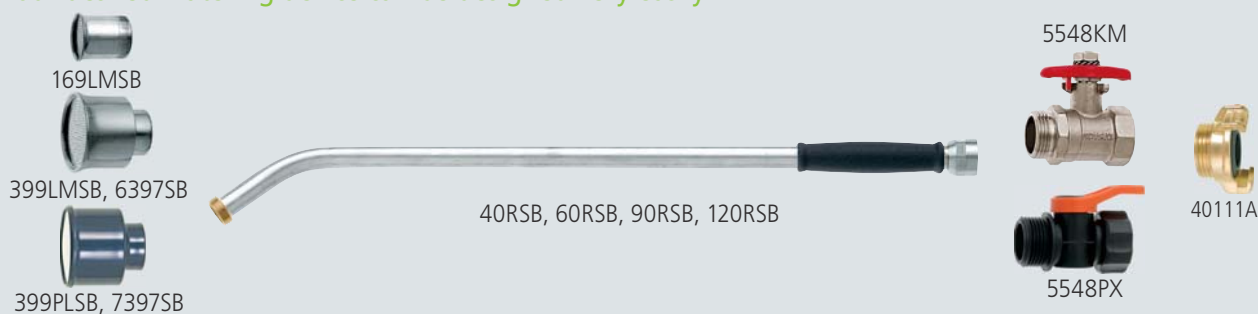 169LMSB
399LMSB, 6397SB
399PLSB, 7397SB
40RSB, 60RSB, 90RSB, 120RSB
5548KM
5548PX
40111A